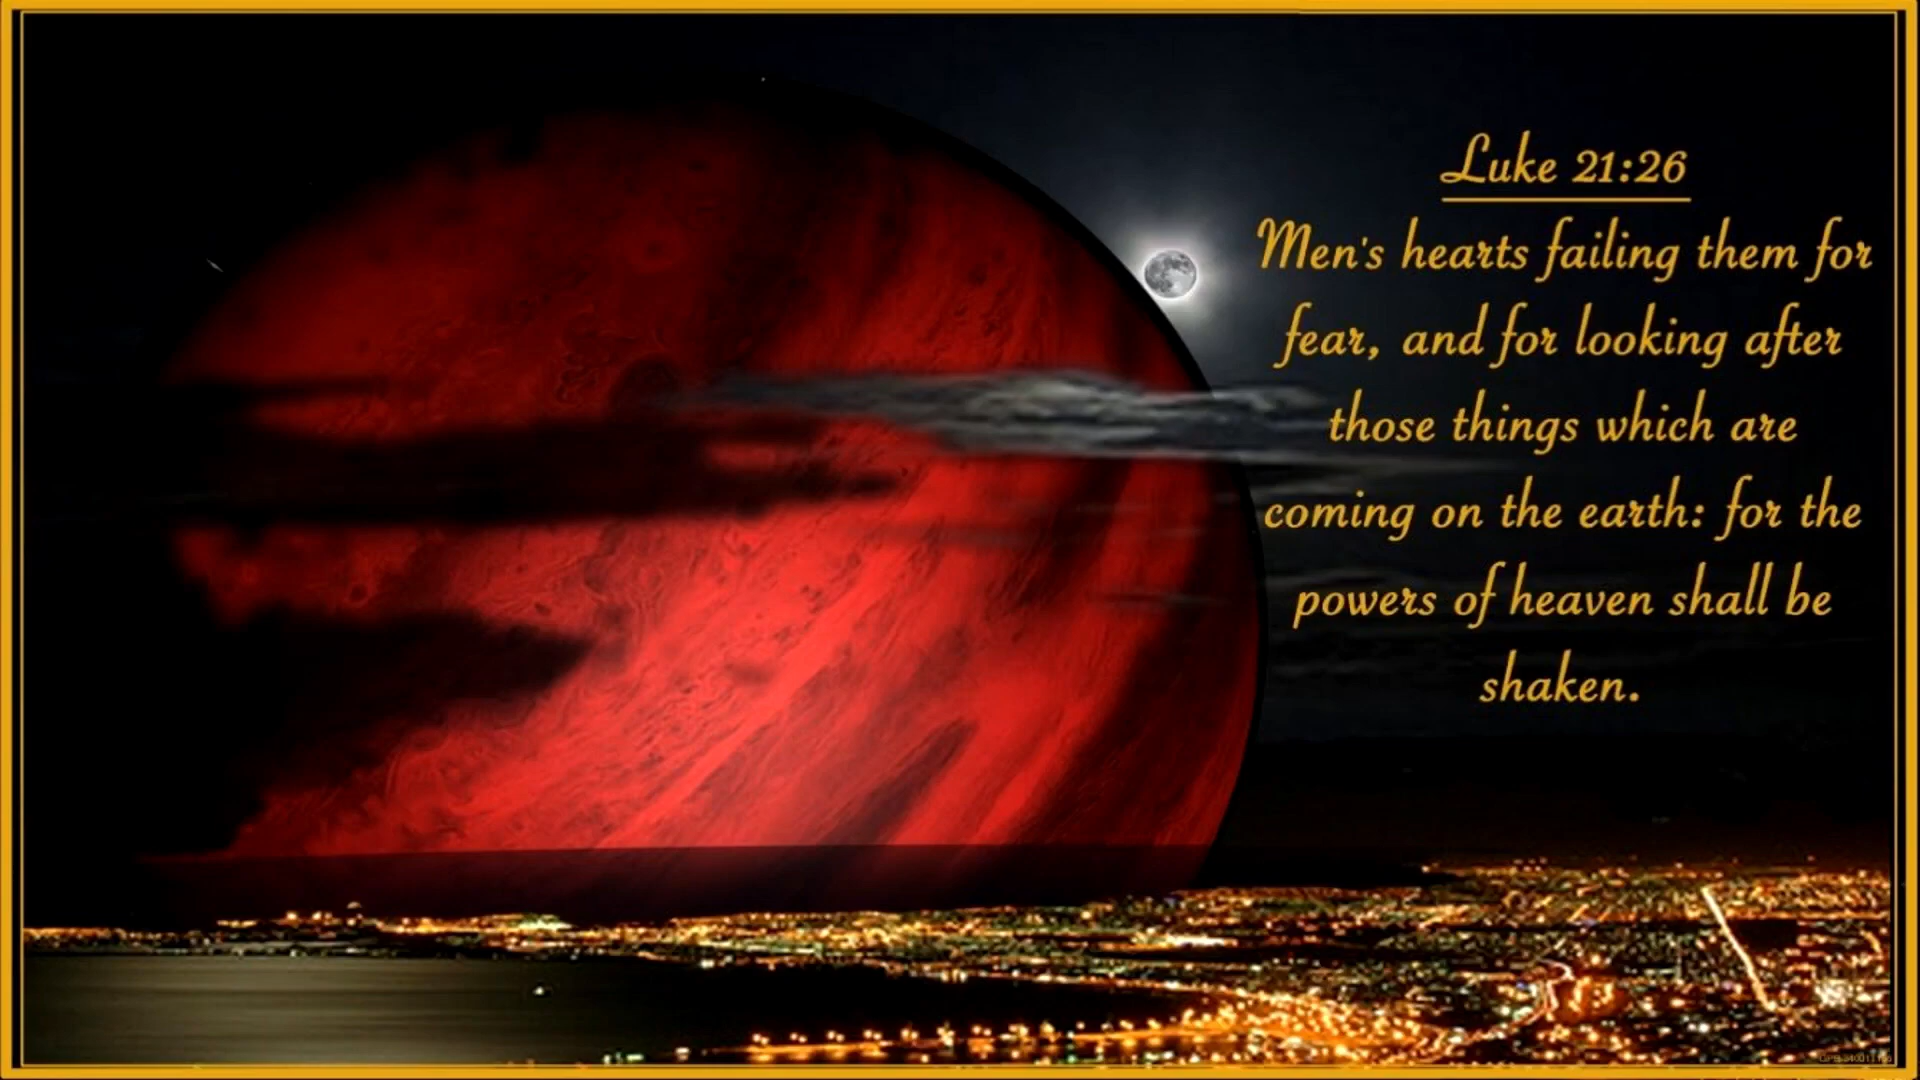 Luke 21:26
Men's hearts failing them for
fear, and for looking after
those things which are
coming on the earth: for the
powers of heaven shall be
shaken.